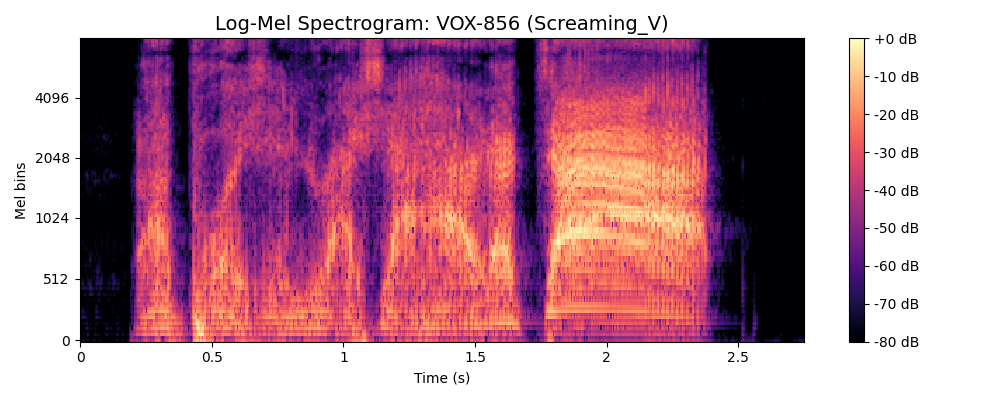 Log-Mel Spectrogram: VOX-856 (Screaming_V)
Mel bins
4096
2048
1024
512
0
0
0.5
1
1.5
2
2.5
Time (s)
+0 dB
-10 dB
-20 dB
-30 dB
-40 dB
-50 dB
-60 dB
-70 dB
-80 dB